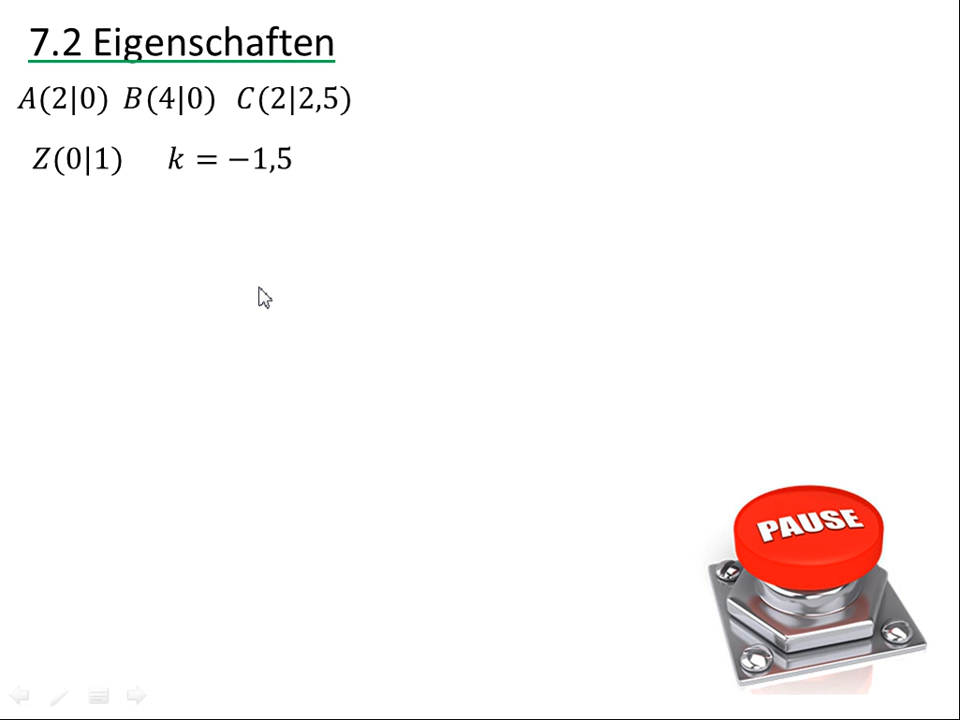 7.2 Eigenschaften
A(2|0) B(4|0) C(2|2,5)
Z(0|1) k = −1,5
PAUSE